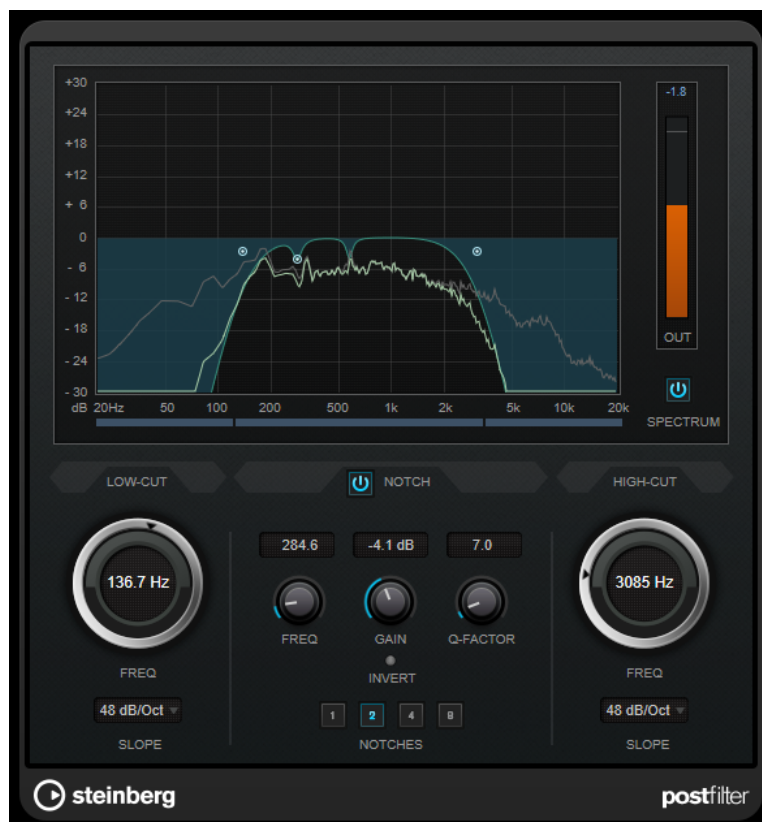 +30
-1.8
+24
+18
+12
+ 6
0
- 6
- 12
- 18
OUT
- 24
- 30
dB 20Hz 50 100 200 500 1k 2k 5k 10k 20k
SPECTRUM
LOW-CUT NOTCH HIGH-CUT
284.6 -4.1 dB 7.0
136.7 Hz 3085 Hz
FREQ GAIN Q-FACTOR
FREQ INVERT FREQ
48 dB/Oct 1 2 4 8 48 dB/Oct
SLOPE NOTCHES SLOPE
steinberg postfilter